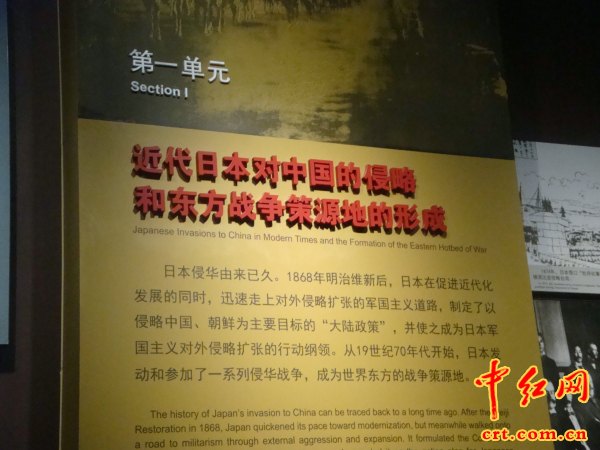 第一单元
Section I
近代日本对中国的侵略
和东方战争策源地的形成
Japanese Invasions to China in Modern Times and the Formation of the Eastern Hotbed of War
日本侵华由来已久。1868年明治维新后，日本在促进近代化
发展的同时，迅速走上对外侵略扩张的军国主义道路，制定了以
侵略中国、朝鲜为主要目标的“大陆政策”，并使之成为日本军
国主义对外侵略扩张的行动纲领。从19世纪70年代开始，日本发
动和参加了一系列侵华战争，成为世界东方的战争策源地。
The history of Japan's invasion to China can be traced back to a long time ago. After the Meiji
Restoration in 1868, Japan quickened its pace toward modernization, but meanwhile walked onto
a road to militarism through external aggression and expansion. It formulated the
中红网
crt.com.cn